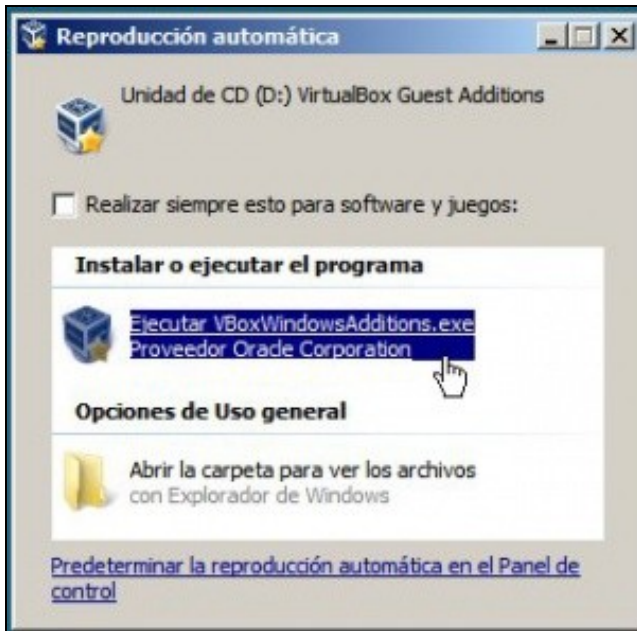 Reproducción automática
Unidad de CD (D:) VirtualBox Guest Additions
Realizar siempre esto para software y juegos:
Instalar o ejecutar el programa
Ejecutar VBoxWindowsAdditions.exe
Proveedor Oracle Corporation
Opciones de Uso general
Abrir la carpeta para ver los archivos
con Explorador de Windows
Predeterminar la reproducción automática en el Panel de
control